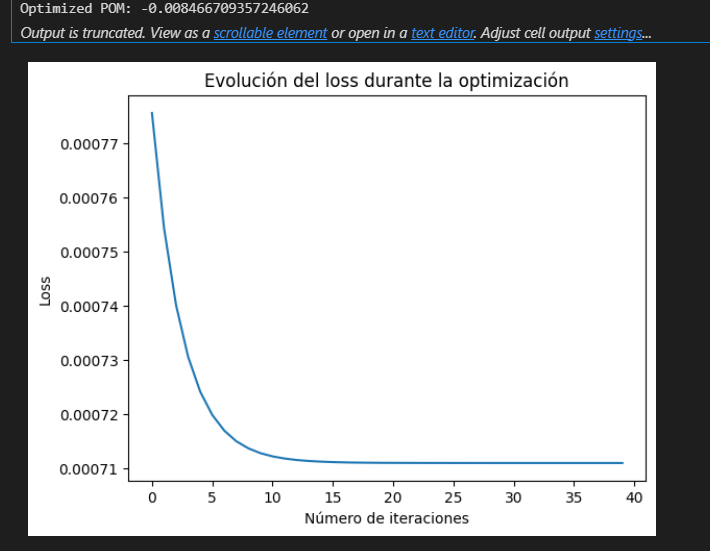 Optimized POM: -0.008466709357246062
Output is truncated. View as a scrollable element or open in a text editor. Adjust cell output settings...
Evolución del loss durante la optimización
0.00077
0.00076
0.00075
0.00074
0.00073
0.00072
0.00071
Loss
0 5 10 15 20 25 30 35 40
Número de iteraciones